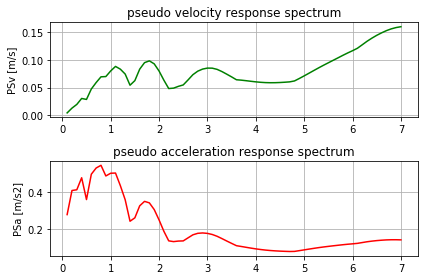 pseudo velocity response spectrum
PSv [m/s]
0.15
0.10
0.05
0.00
0 1 2 3 4 5 6 7
pseudo acceleration response spectrum
PSa [m/s2]
0.4
0.2
0 1 2 3 4 5 6 7